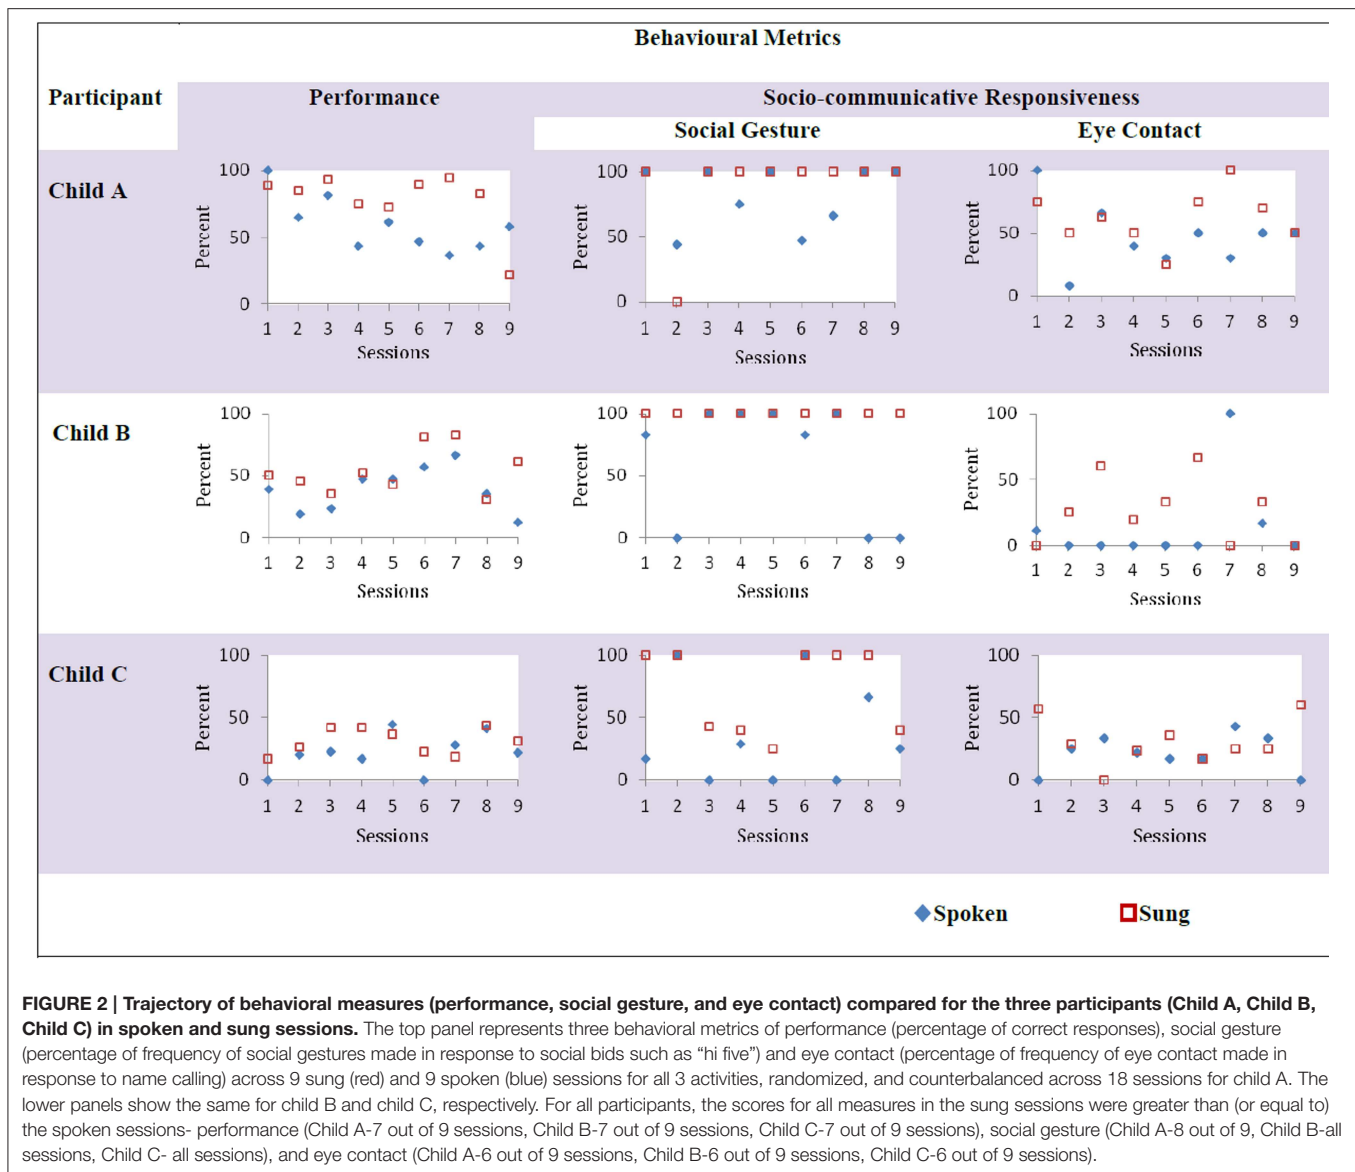 Behavioural Metrics
Participant Performance Socio-communicative Responsiveness
Social Gesture Eye Contact
Child A
Percent
100
50
0
1 2 3 4 5 6 7 8 9
Sessions
Percent
100
50
0
1 2 3 4 5 6 7 8 9
Sessions
Percent
100
50
0
1 2 3 4 5 6 7 8 9
Sessions
Child B
Percent
100
50
0
1 2 3 4 5 6 7 8 9
Sessions
Percent
100
50
0
1 2 3 4 5 6 7 8 9
Sessions
Percent
100
50
0
1 2 3 4 5 6 7 8 9
Sessions
Child C
Percent
100
50
0
1 2 3 4 5 6 7 8 9
Sessions
Percent
100
50
0
1 2 3 4 5 6 7 8 9
Sessions
Percent
100
50
0
1 2 3 4 5 6 7 8 9
Sessions
Spoken Sung
FIGURE 2 | Trajectory of behavioral measures (performance, social gesture, and eye contact) compared for the three participants (Child A, Child B,
Child C) in spoken and sung sessions. The top panel represents three behavioral metrics of performance (percentage of correct responses), social gesture
(percentage of frequency of social gestures made in response to social bids such as “hi five”) and eye contact (percentage of frequency of eye contact made in
response to name calling) across 9 sung (red) and 9 spoken (blue) sessions for all 3 activities, randomized, and counterbalanced across 18 sessions for child A. The
lower panels show the same for child B and child C, respectively. For all participants, the scores for all measures in the sung sessions were greater than (or equal to)
the spoken sessions- performance (Child A-7 out of 9 sessions, Child B-7 out of 9 sessions, Child C-7 out of 9 sessions), social gesture (Child A-8 out of 9, Child B-all
sessions, Child C- all sessions), and eye contact (Child A-6 out of 9 sessions, Child B-6 out of 9 sessions, Child C-6 out of 9 sessions).